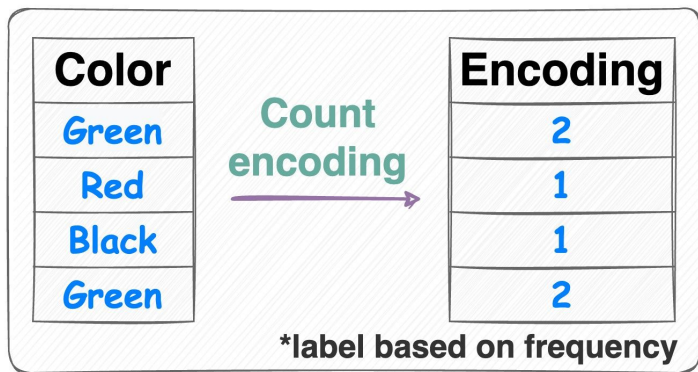 Color
Green
Red
Black
Green
Count
encoding
Encoding
2
1
1
2
*label based on frequency